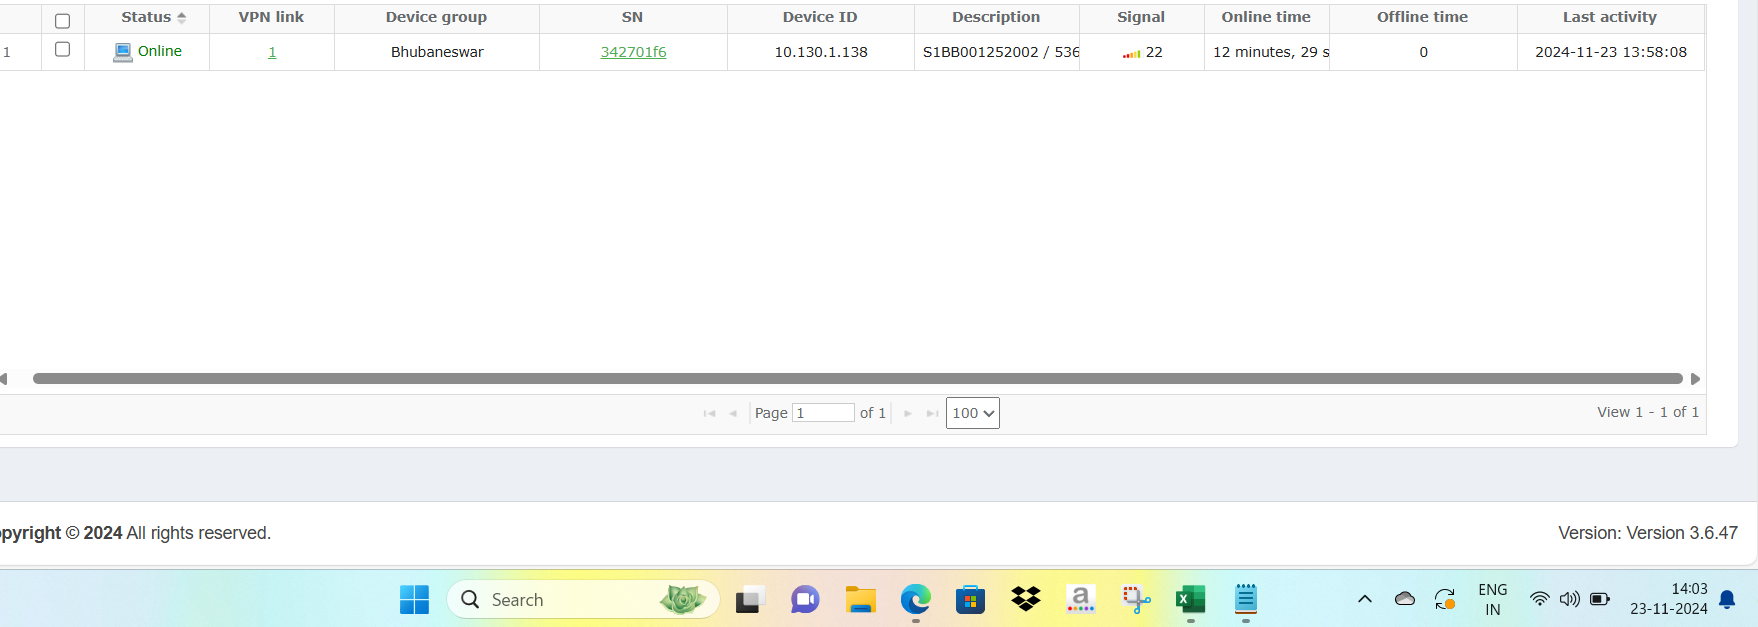 Status VPN link Device group SN Device ID Description Signal Online time Offline time Last activity
1 Online 1 Bhubaneswar 342701f6 10.130.1.138 S1BB001252002 / 536 22 12 minutes, 29 s 0 2024-11-23 13:58:08
Page 1 of 1 100 View 1 - 1 of 1
opyright © 2024 All rights reserved. Version: Version 3.6.47
Search a X ENG 14:03
IN 23-11-2024